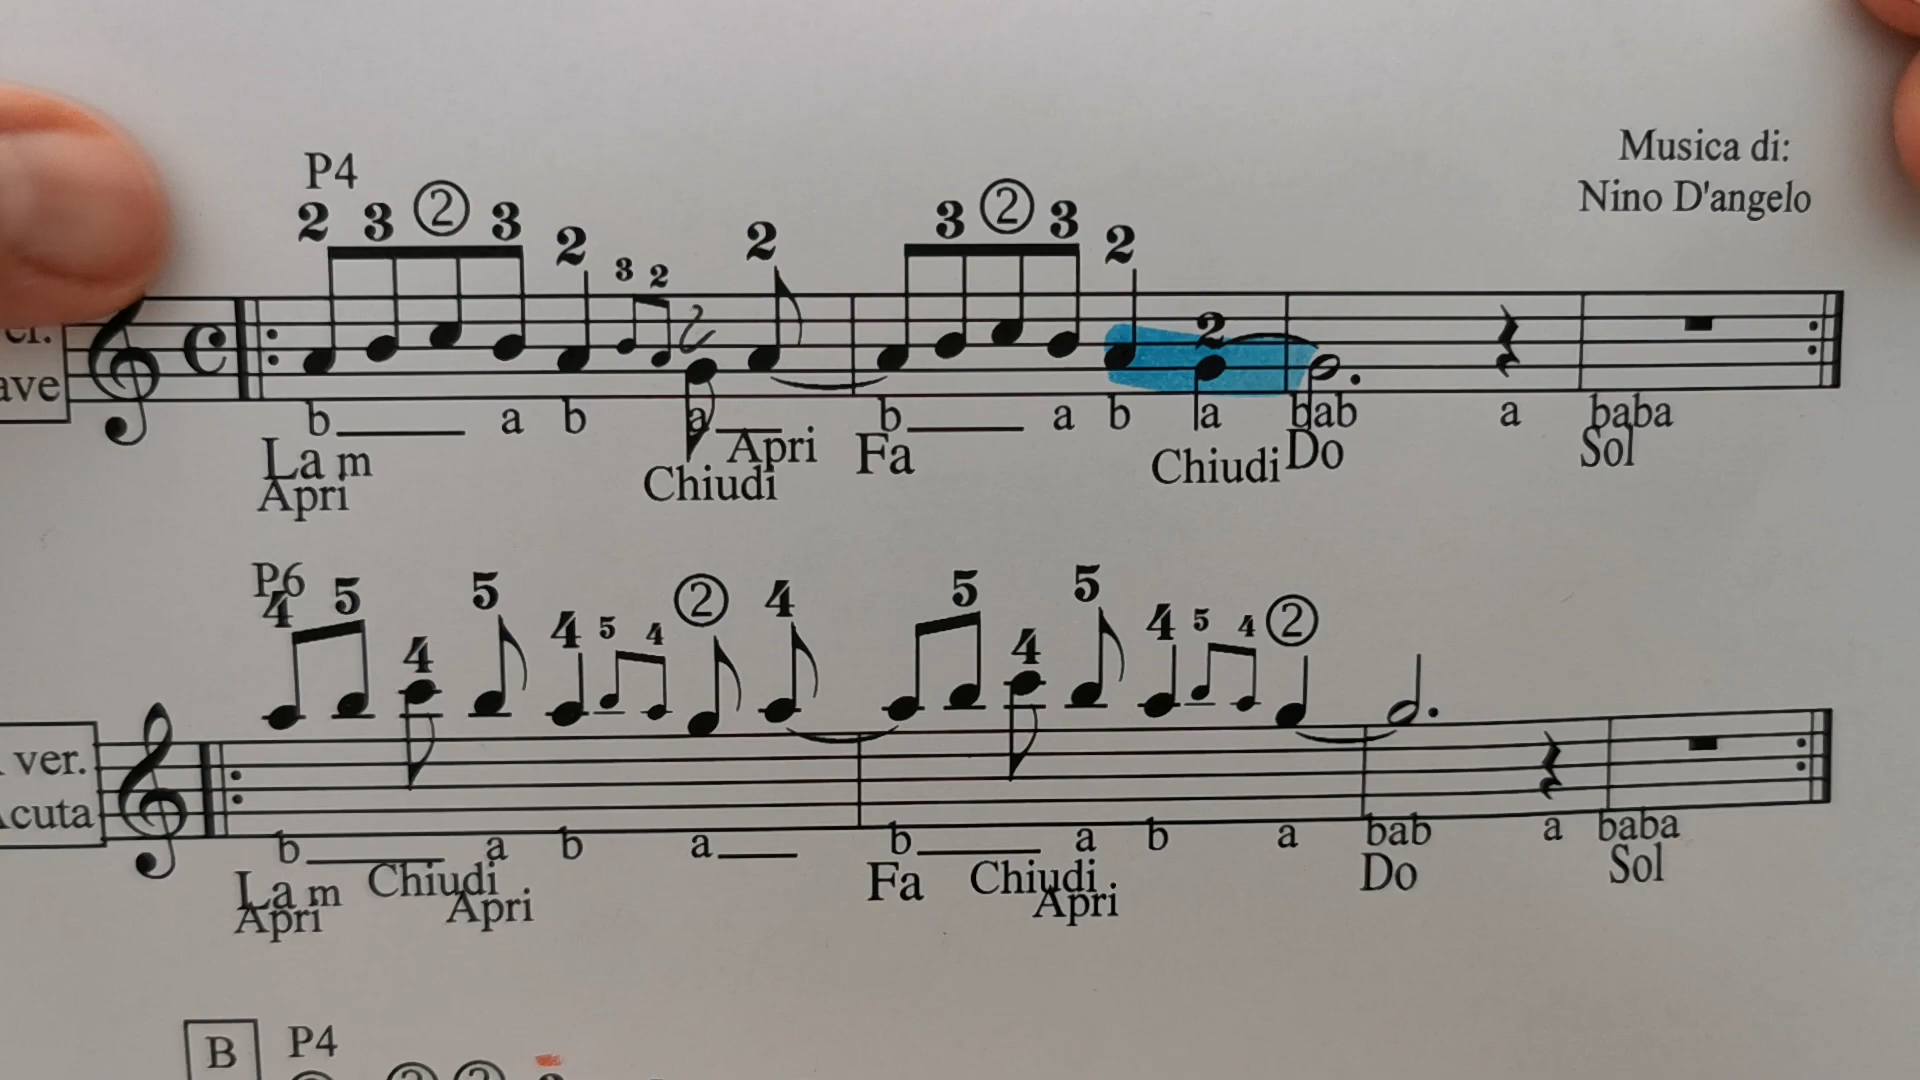 Musica di:
Nino D'angelo
P4
2 3 ② 3 2 3 2 2 2 3 ② 3 2 2
ave
b a b a b a b a bab a baba
La m Apri Chiudi Apri Fa Chiudi Do Sol
P6
4 5 4 5 4 5 4 ② 4 5 4 5 4 5 4 ②
ver.
Acuta
b a b a b a b a bab a baba
La m Apri Chiudi Apri Fa Chiudi Apri Do Sol
B P4